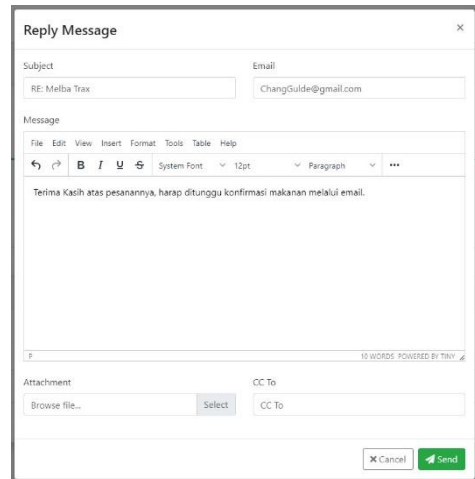 Reply Message ×
Subject Email
RE: Melba Trax ChangGulde@gmail.com
Message
File Edit View Insert Format Tools Table Help
B I U S System Font 12pt Paragraph ...
Terima Kasih atas pesanannya, harap ditunggu konfirmasi makanan melalui email.
P 10 WORDS POWERED BY TINY
Attachment CC To
Browse file... Select CC To
× Cancel Send